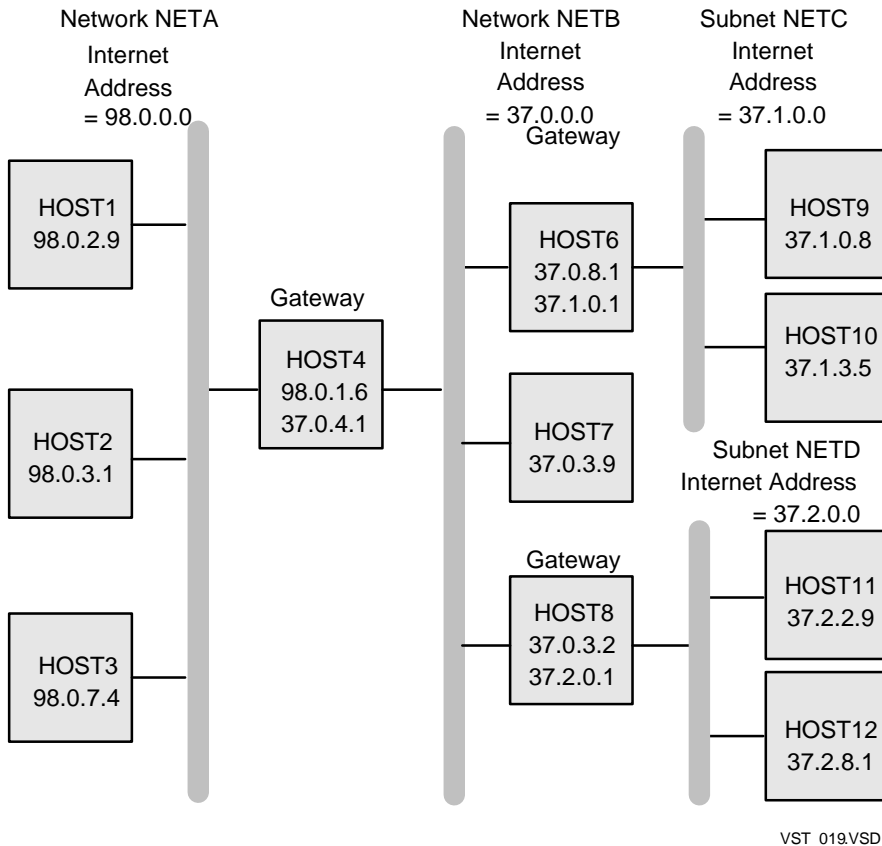 Network NETA
Internet
Address
= 98.0.0.0
Network NETB
Internet
Address
= 37.0.0.0
Subnet NETC
Internet
Address
= 37.1.0.0
HOST1
98.0.2.9
HOST2
98.0.3.1
HOST3
98.0.7.4
Gateway
HOST4
98.0.1.6
37.0.4.1
Gateway
HOST6
37.0.8.1
37.1.0.1
HOST7
37.0.3.9
Gateway
HOST8
37.0.3.2
37.2.0.1
HOST9
37.1.0.8
HOST10
37.1.3.5
Subnet NETD
Internet Address
= 37.2.0.0
HOST11
37.2.2.9
HOST12
37.2.8.1
VST_019.VSD